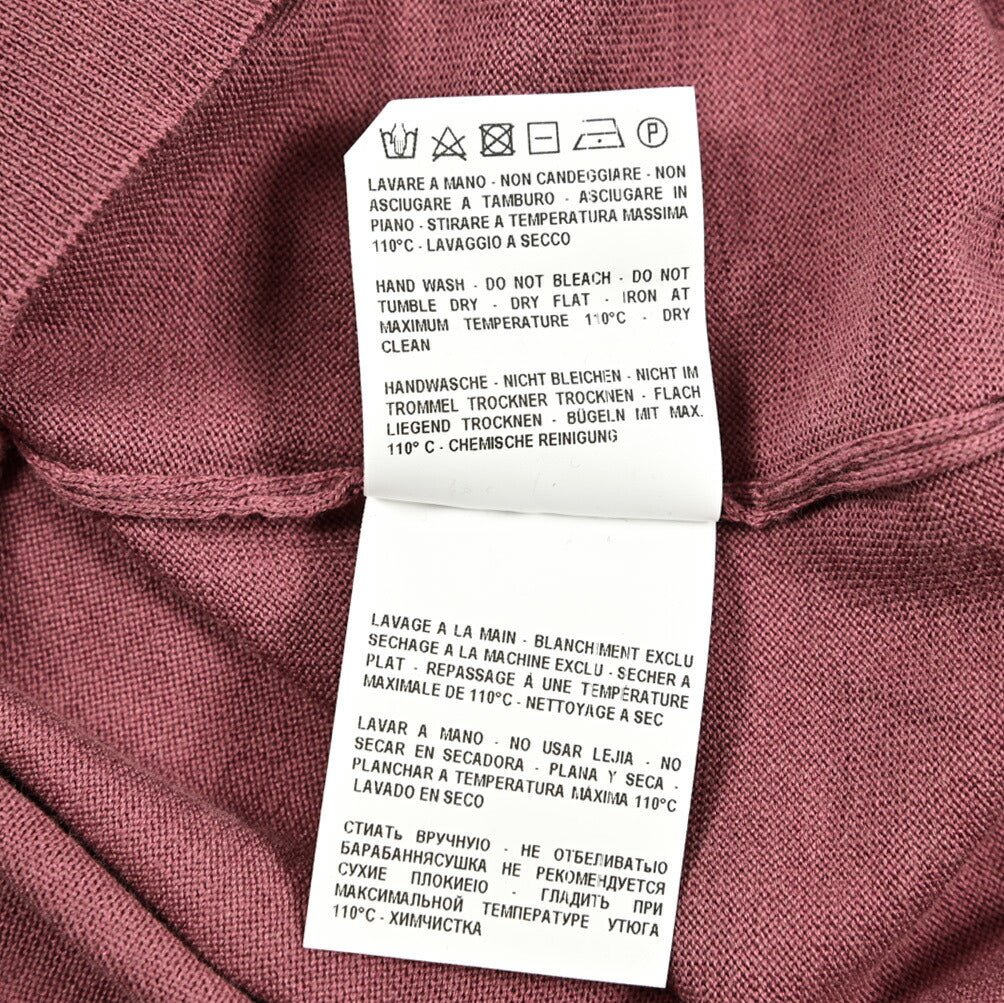 P
LAVARE A MANO - NON CANDEGGIARE - NON
ASCIUGARE A TAMBURO - ASCIUGARE IN
PIANO - STIRARE A TEMPERATURA MASSIMA
110°C - LAVAGGIO A SECCO
HAND WASH - DO NOT BLEACH - DO NOT
TUMBLE DRY - DRY FLAT - IRON AT
MAXIMUM TEMPERATURE 110°C - DRY
CLEAN
HANDWASCHE - NICHT BLEICHEN - NICHT IM
TROMMEL TROCKNER TROCKNEN - FLACH
LIEGEND TROCKNEN - BÜGELN MIT MAX.
110° C - CHEMISCHE REINIGUNG
LAVAGE A LA MAIN - BLANCHIMENT EXCLU
SECHAGE A LA MACHINE EXCLU - SECHER A
PLAT - REPASSAGE À UNE TEMPÉRATURE
MAXIMALE DE 110°C - NETTOYAGE A SEC
LAVAR A MANO - NO USAR LEJIA - NO
SECAR EN SECADORA - PLANA Y SECA -
PLANCHAR A TEMPERATURA MÁXIMA 110°C
LAVADO EN SECO
СТИАТЬ ВРУЧНУЮ - НЕ ОТБЕЛИВАТЬІО
БАРАБАННЯСУШКА НЕ РЕКОМЕНДУЕТСЯ
СУХИЕ ПЛОКИЕІО - ГЛАДИТЬ ПРИ
МАКСИМАЛЬНОЙ ТЕМПЕРАТУРЕ УТЮГА
110°C - ХИМЧИСТКА